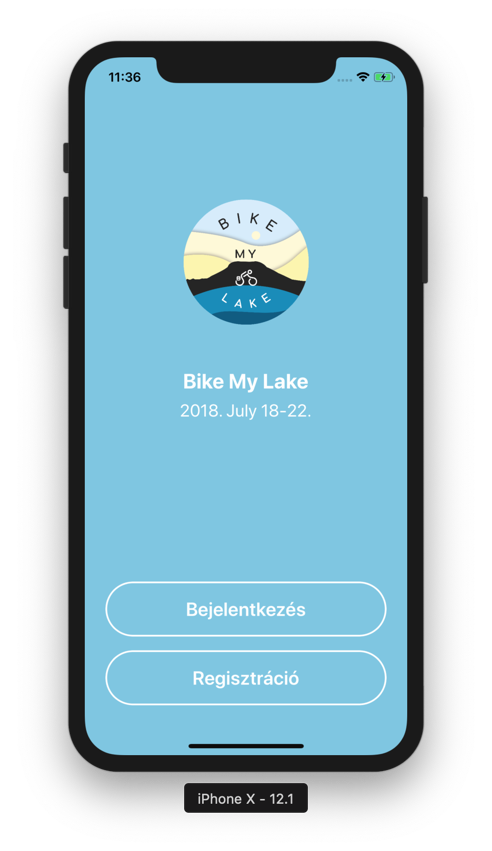 11:36
BIKE
MY
LAKE
Bike My Lake
2018. July 18-22.
Bejelentkezés
Regisztráció
iPhone X - 12.1